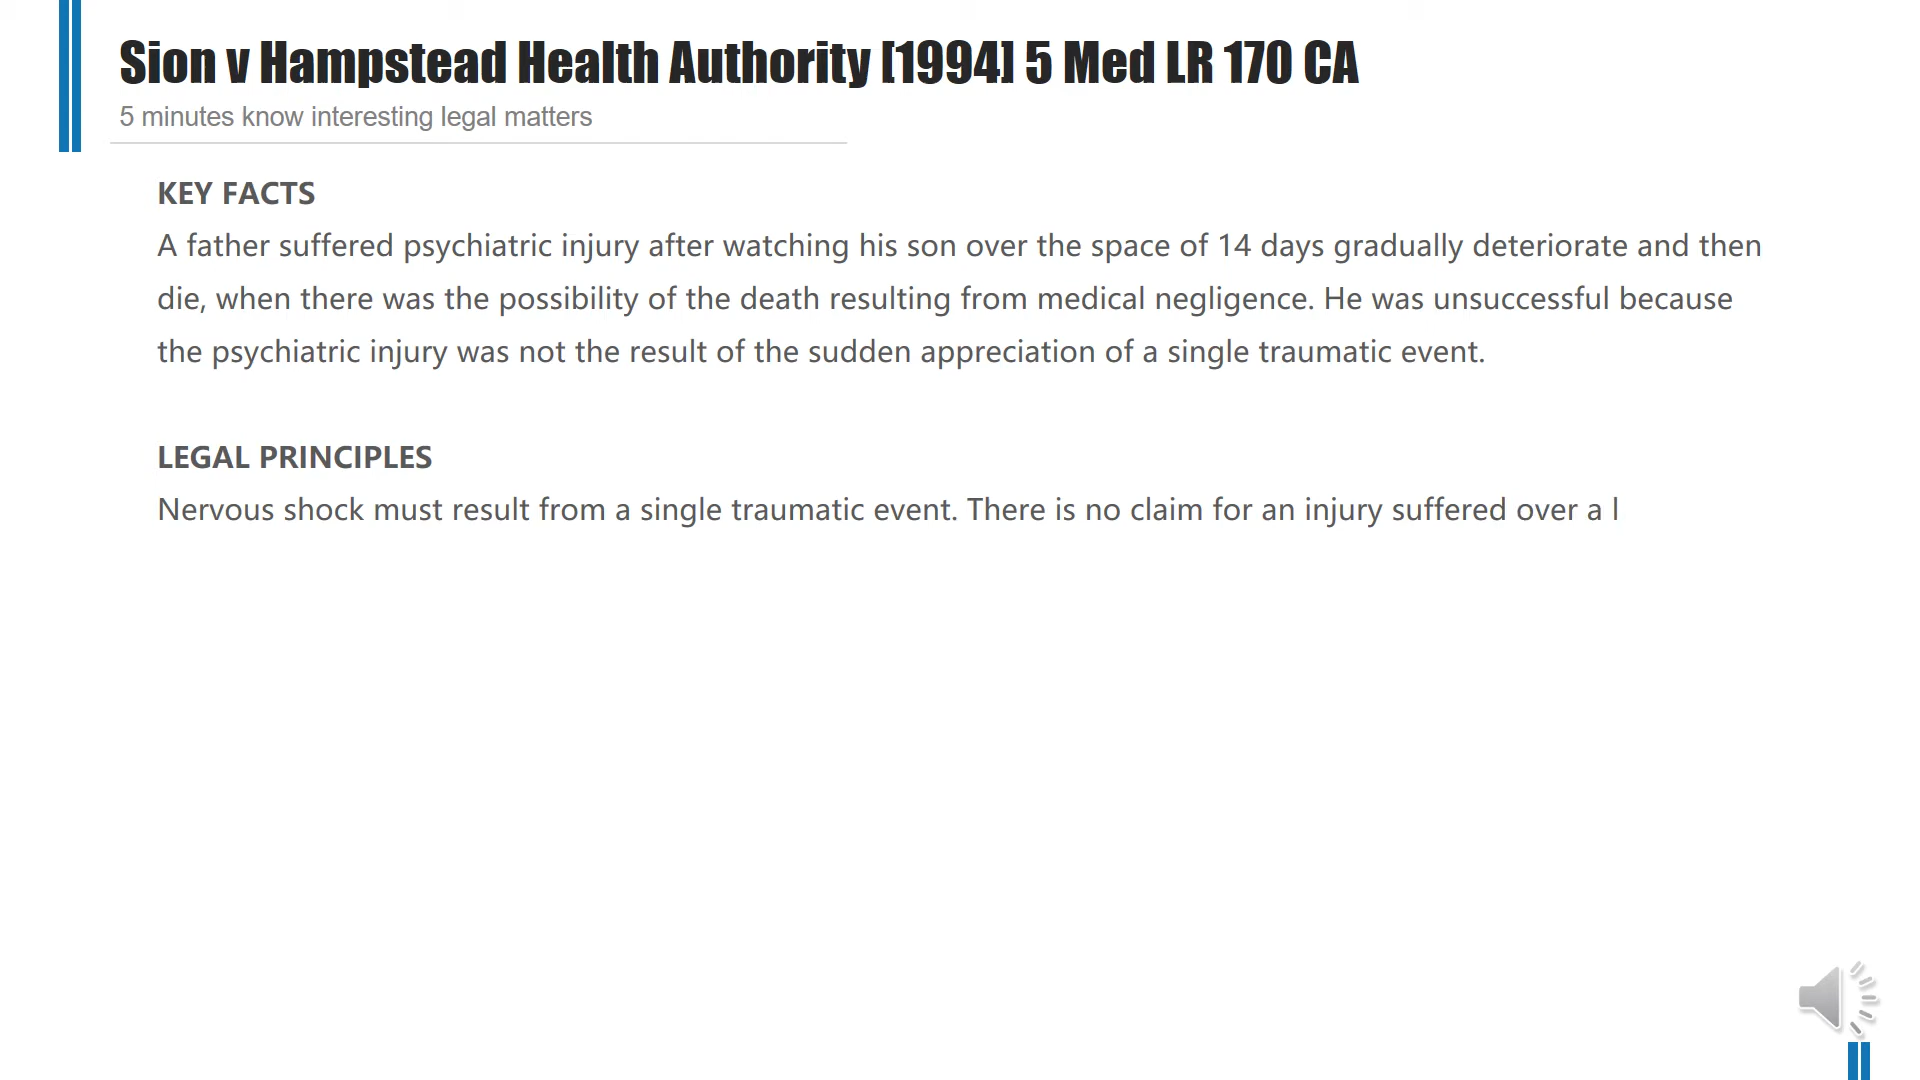 Sion v Hampstead Health Authority [1994] 5 Med LR 170 CA
5 minutes know interesting legal matters
KEY FACTS
A father suffered psychiatric injury after watching his son over the space of 14 days gradually deteriorate and then
die, when there was the possibility of the death resulting from medical negligence. He was unsuccessful because
the psychiatric injury was not the result of the sudden appreciation of a single traumatic event.
LEGAL PRINCIPLES
Nervous shock must result from a single traumatic event. There is no claim for an injury suffered over a l